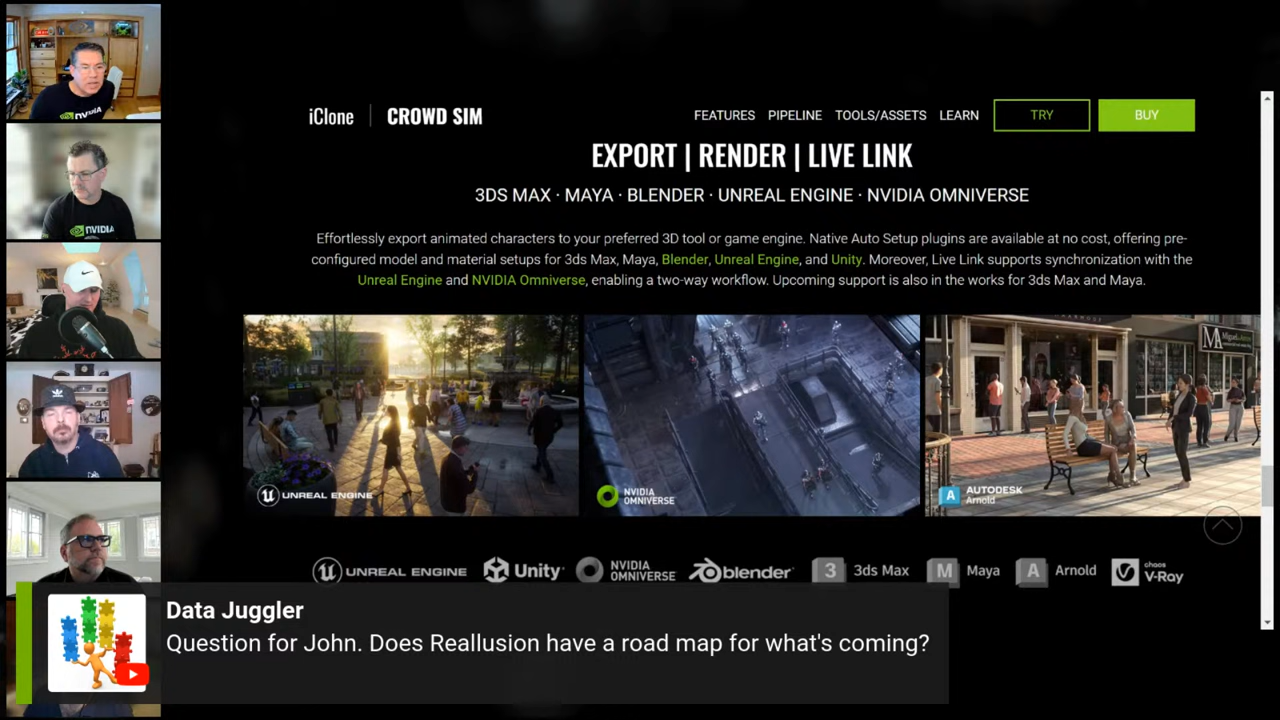 iClone | CROWD SIM
FEATURES PIPELINE TOOLS/ASSETS LEARN TRY BUY
EXPORT | RENDER | LIVE LINK
3DS MAX · MAYA · BLENDER · UNREAL ENGINE · NVIDIA OMNIVERSE
Effortlessly export animated characters to your preferred 3D tool or game engine. Native Auto Setup plugins are available at no cost, offering pre-
configured model and material setups for 3ds Max, Maya, Blender, Unreal Engine, and Unity. Moreover, Live Link supports synchronization with the
Unreal Engine and NVIDIA Omniverse, enabling a two-way workflow. Upcoming support is also in the works for 3ds Max and Maya.
NVIDIA
NVIDIA
UNREAL ENGINE
NVIDIA
OMNIVERSE
A AUTODESK
Arnold
UNREAL ENGINE Unity NVIDIA OMNIVERSE blender 3 3ds Max M Maya A Arnold chaos V-Ray
Data Juggler
Question for John. Does Reallusion have a road map for what's coming?